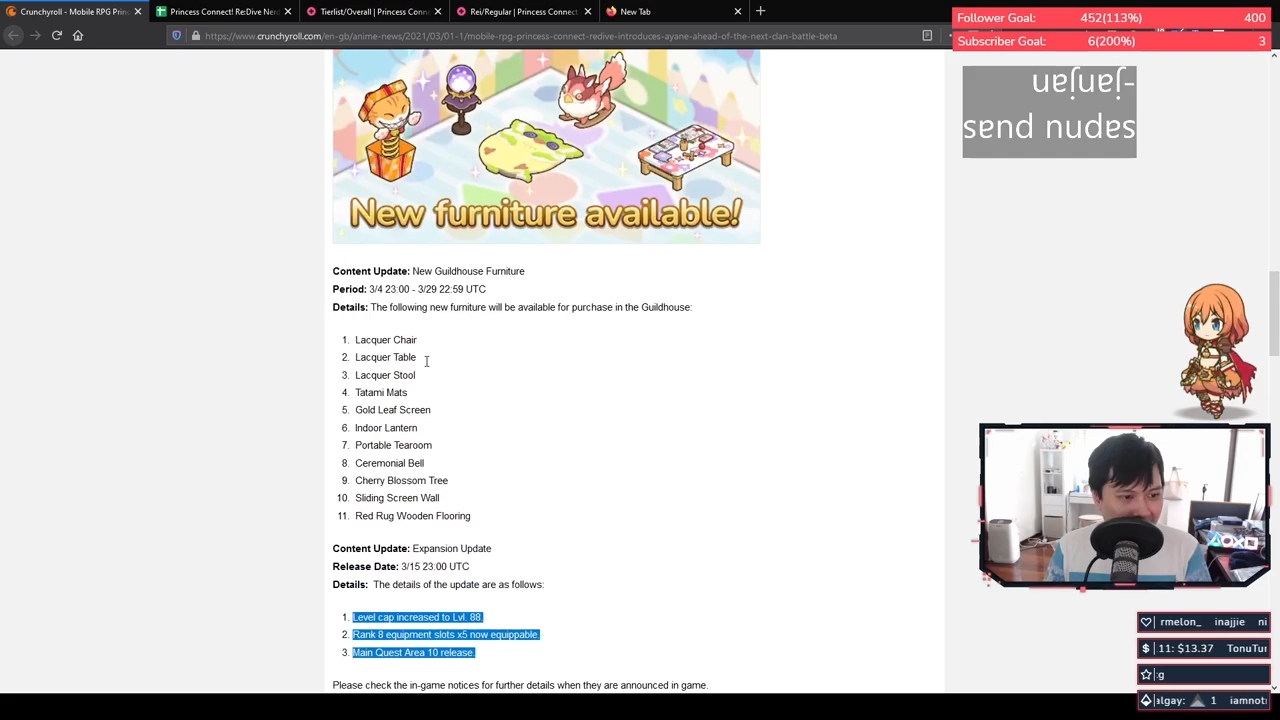 Crunchyroll - Mobile RPG Prin
Princess Connect! Re:Dive Nerd
Tierlist/Overall | Princess Conn
Rei/Regular | Princess Connect
New Tab
https://www.crunchyroll.com/en-gb/anime-news/2021/03/01-1/mobile-rpg-princess-connect-redive-introduces-ayane-ahead-of-the-next-dan-battle-beta
Follower Goal: 452(113%) 400
Subscriber Goal: 6(200%) 3
-janjan
send nudes
New furniture available!
Content Update: New Guildhouse Furniture
Period: 3/4 23:00 - 3/29 22:59 UTC
Details: The following new furniture will be available for purchase in the Guildhouse:
1. Lacquer Chair
2. Lacquer Table
3. Lacquer Stool
4. Tatami Mats
5. Gold Leaf Screen
6. Indoor Lantern
7. Portable Tearoom
8. Ceremonial Bell
9. Cherry Blossom Tree
10. Sliding Screen Wall
11. Red Rug Wooden Flooring
Content Update: Expansion Update
Release Date: 3/15 23:00 UTC
Details: The details of the update are as follows:
1. Level cap increased to Lvl. 88.
2. Rank 8 equipment slots x5 now equippable.
3. Main Quest Area 10 release.
Please check the in-game notices for further details when they are announced in game.
rmelon_ inajjie ni
11: $13.37 TonuTur
:g
algay: 1 iamnot